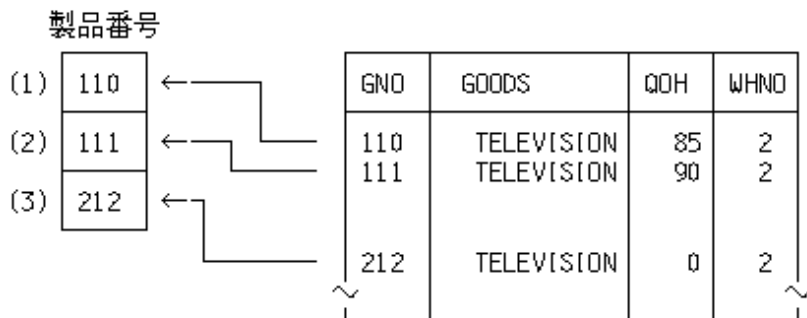 製品番号
(1) 110
(2) 111
(3) 212
GNO GOODS QOH WHNO
110 TELEVISION 85 2
111 TELEVISION 90 2
212 TELEVISION 0 2